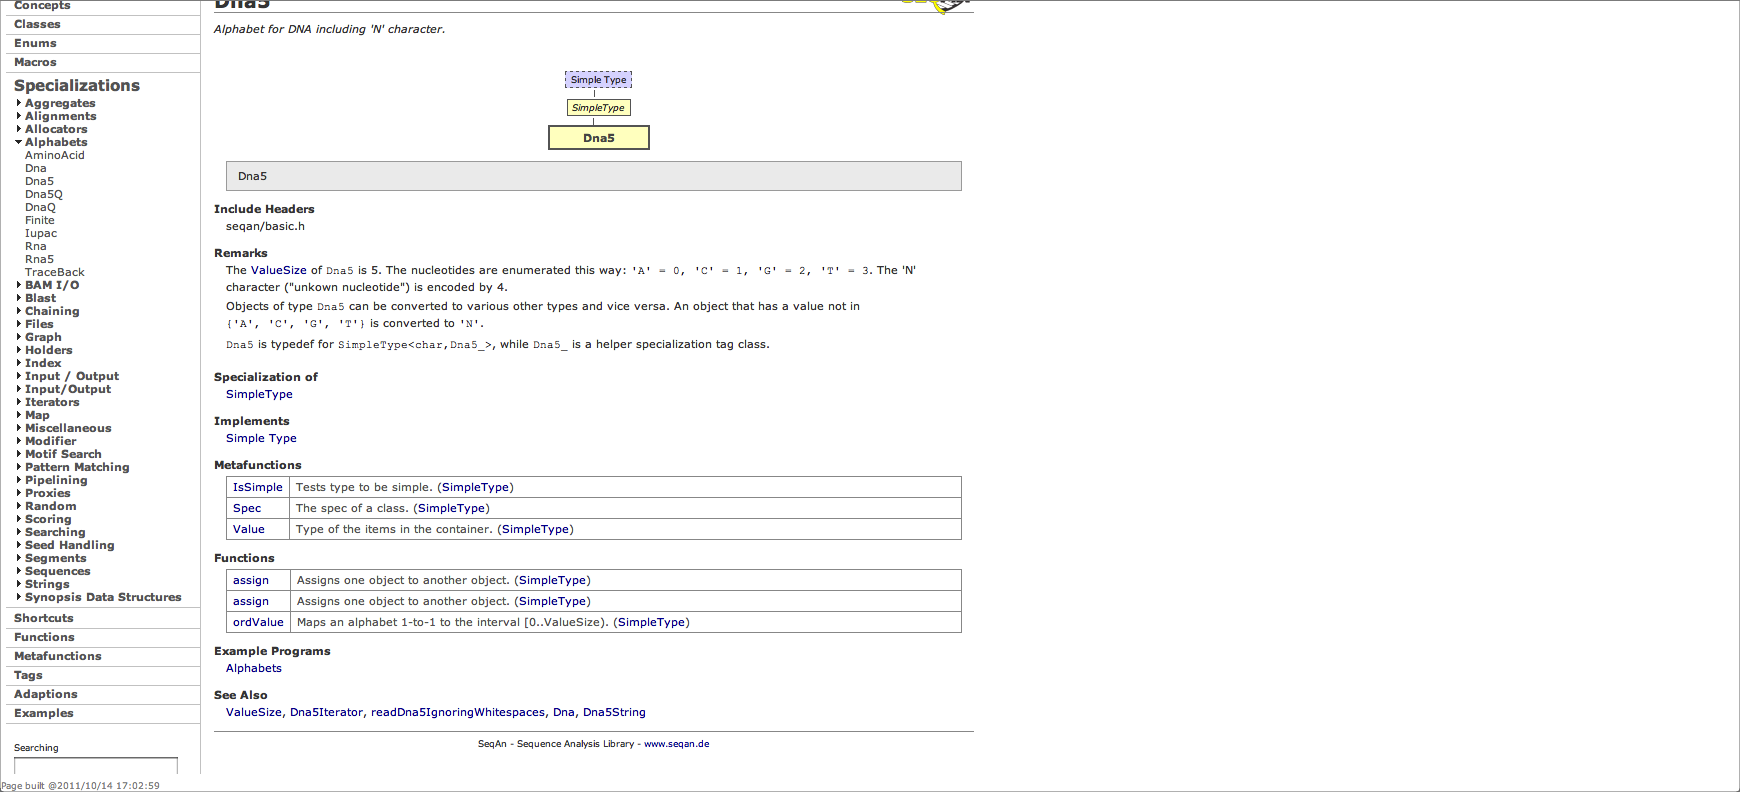 Concepts
Classes
Enums
Macros
Specializations
Aggregates
Alignments
Allocators
Alphabets
AminoAcid
Dna
Dna5
Dna5Q
DnaQ
Finite
Iupac
Rna
Rna5
TraceBack
BAM I/O
Blast
Chaining
Files
Graph
Holders
Index
Input / Output
Input/Output
Iterators
Map
Miscellaneous
Modifier
Motif Search
Pattern Matching
Pipelining
Proxies
Random
Scoring
Searching
Seed Handling
Segments
Sequences
Strings
Synopsis Data Structures
Shortcuts
Functions
Metafunctions
Tags
Adaptions
Examples
Searching
Page built @2011/10/14 17:02:59
Dna5
Alphabet for DNA including 'N' character.
Simple Type
SimpleType
Dna5
Dna5
Include Headers
seqan/basic.h
Remarks
The ValueSize of Dna5 is 5. The nucleotides are enumerated this way: 'A' = 0, 'C' = 1, 'G' = 2, 'T' = 3. The 'N'
character ("unkown nucleotide") is encoded by 4.
Objects of type Dna5 can be converted to various other types and vice versa. An object that has a value not in
{'A', 'C', 'G', 'T'} is converted to 'N'.
Dna5 is typedef for SimpleType<char,Dna5_>, while Dna5_ is a helper specialization tag class.
Specialization of
SimpleType
Implements
Simple Type
Metafunctions
IsSimple Tests type to be simple. (SimpleType)
Spec The spec of a class. (SimpleType)
Value Type of the items in the container. (SimpleType)
Functions
assign Assigns one object to another object. (SimpleType)
assign Assigns one object to another object. (SimpleType)
ordValue Maps an alphabet 1-to-1 to the interval [0..ValueSize). (SimpleType)
Example Programs
Alphabets
See Also
ValueSize, Dna5Iterator, readDna5IgnoringWhitespaces, Dna, Dna5String
SeqAn - Sequence Analysis Library - www.seqan.de